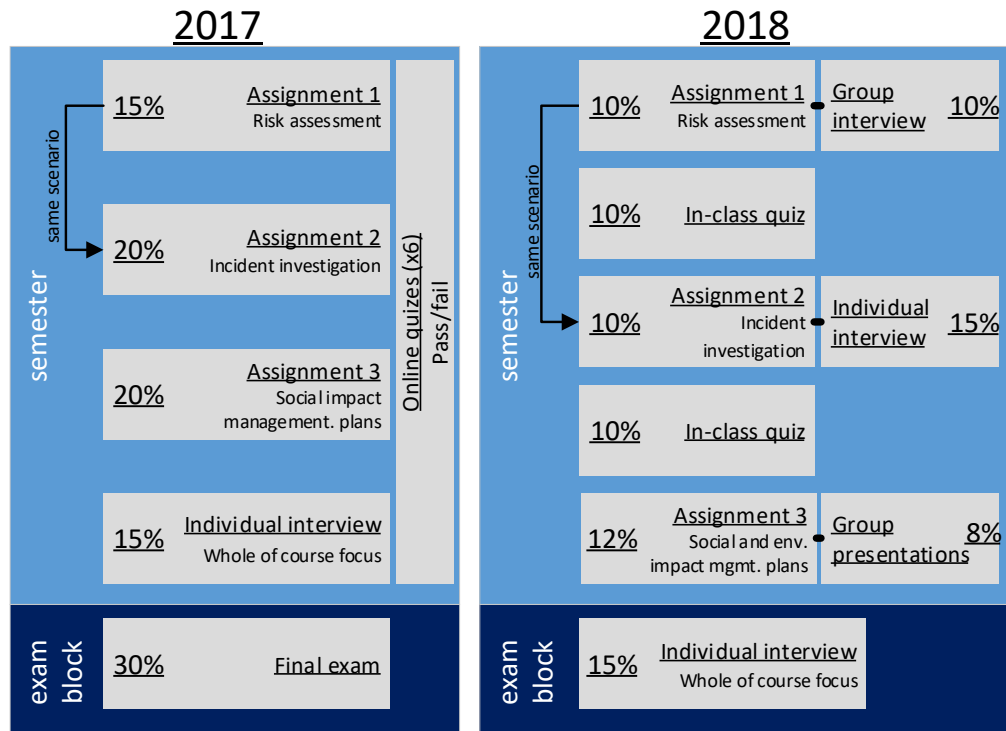 2017
semester
same scenario
15%
Assignment 1
Risk assessment
20%
Assignment 2
Incident investigation
20%
Assignment 3
Social impact
management. plans
15%
Individual interview
Whole of course focus
Online quizes (x6)
Pass/fail
exam
block
30%
Final exam
2018
semester
same scenario
10%
Assignment 1
Risk assessment
Group
interview
10%
10%
In-class quiz
10%
Assignment 2
Incident
investigation
Individual
interview
15%
10%
In-class quiz
12%
Assignment 3
Social and env.
impact mgmt. plans
Group
presentations
8%
exam
block
15%
Individual interview
Whole of course focus